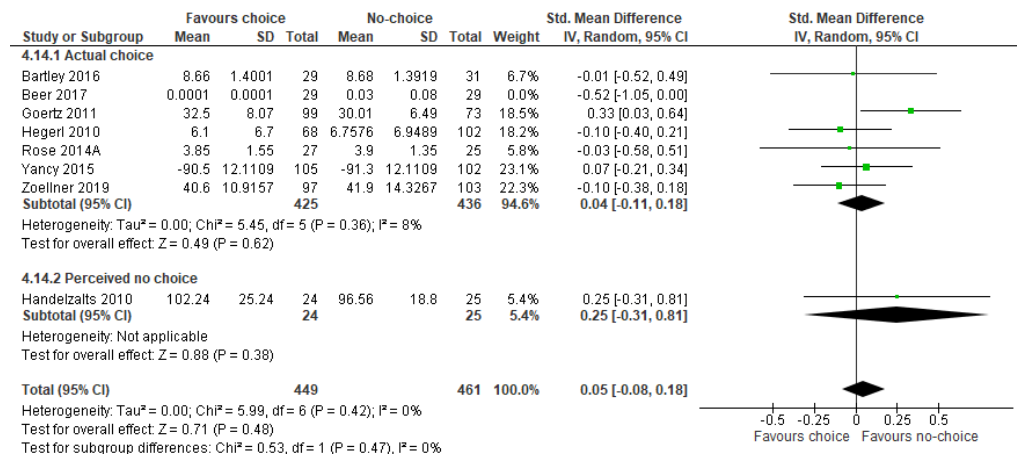 Favours choice No-choice Std. Mean Difference Std. Mean Difference
Study or Subgroup Mean SD Total Mean SD Total Weight IV, Random, 95% CI IV, Random, 95% CI
4.14.1 Actual choice
Bartley 2016 8.66 1.4001 29 8.68 1.3919 31 6.7% -0.01 [-0.52, 0.49]
Beer 2017 0.0001 0.0001 29 0.03 0.08 29 0.0% -0.52 [-1.05, 0.00]
Goertz 2011 32.5 8.07 99 30.01 6.49 73 18.5% 0.33 [0.03, 0.64]
Hegerl 2010 6.1 6.7 68 6.7576 6.9489 102 18.2% -0.10 [-0.40, 0.21]
Rose 2014A 3.85 1.55 27 3.9 1.35 25 5.8% -0.03 [-0.58, 0.51]
Yancy 2015 -90.5 12.1109 105 -91.3 12.1109 102 23.1% 0.07 [-0.21, 0.34]
Zoellner 2019 40.6 10.9157 97 41.9 14.3267 103 22.3% -0.10 [-0.38, 0.18]
Subtotal (95% CI) 425 436 94.6% 0.04 [-0.11, 0.18]
Heterogeneity: Tau² = 0.00; Chi² = 5.45, df = 5 (P = 0.36); I² = 8%
Test for overall effect: Z = 0.49 (P = 0.62)
4.14.2 Perceived no choice
Handelzalts 2010 102.24 25.24 24 96.56 18.8 25 5.4% 0.25 [-0.31, 0.81]
Subtotal (95% CI) 24 25 5.4% 0.25 [-0.31, 0.81]
Heterogeneity: Not applicable
Test for overall effect: Z = 0.88 (P = 0.38)
Total (95% CI) 449 461 100.0% 0.05 [-0.08, 0.18]
Heterogeneity: Tau² = 0.00; Chi² = 5.99, df = 6 (P = 0.42); I² = 0%
Test for overall effect: Z = 0.71 (P = 0.48)
Test for subgroup differences: Chi² = 0.53, df = 1 (P = 0.47), I² = 0%
-0.5 -0.25 0 0.25 0.5
Favours choice Favours no-choice